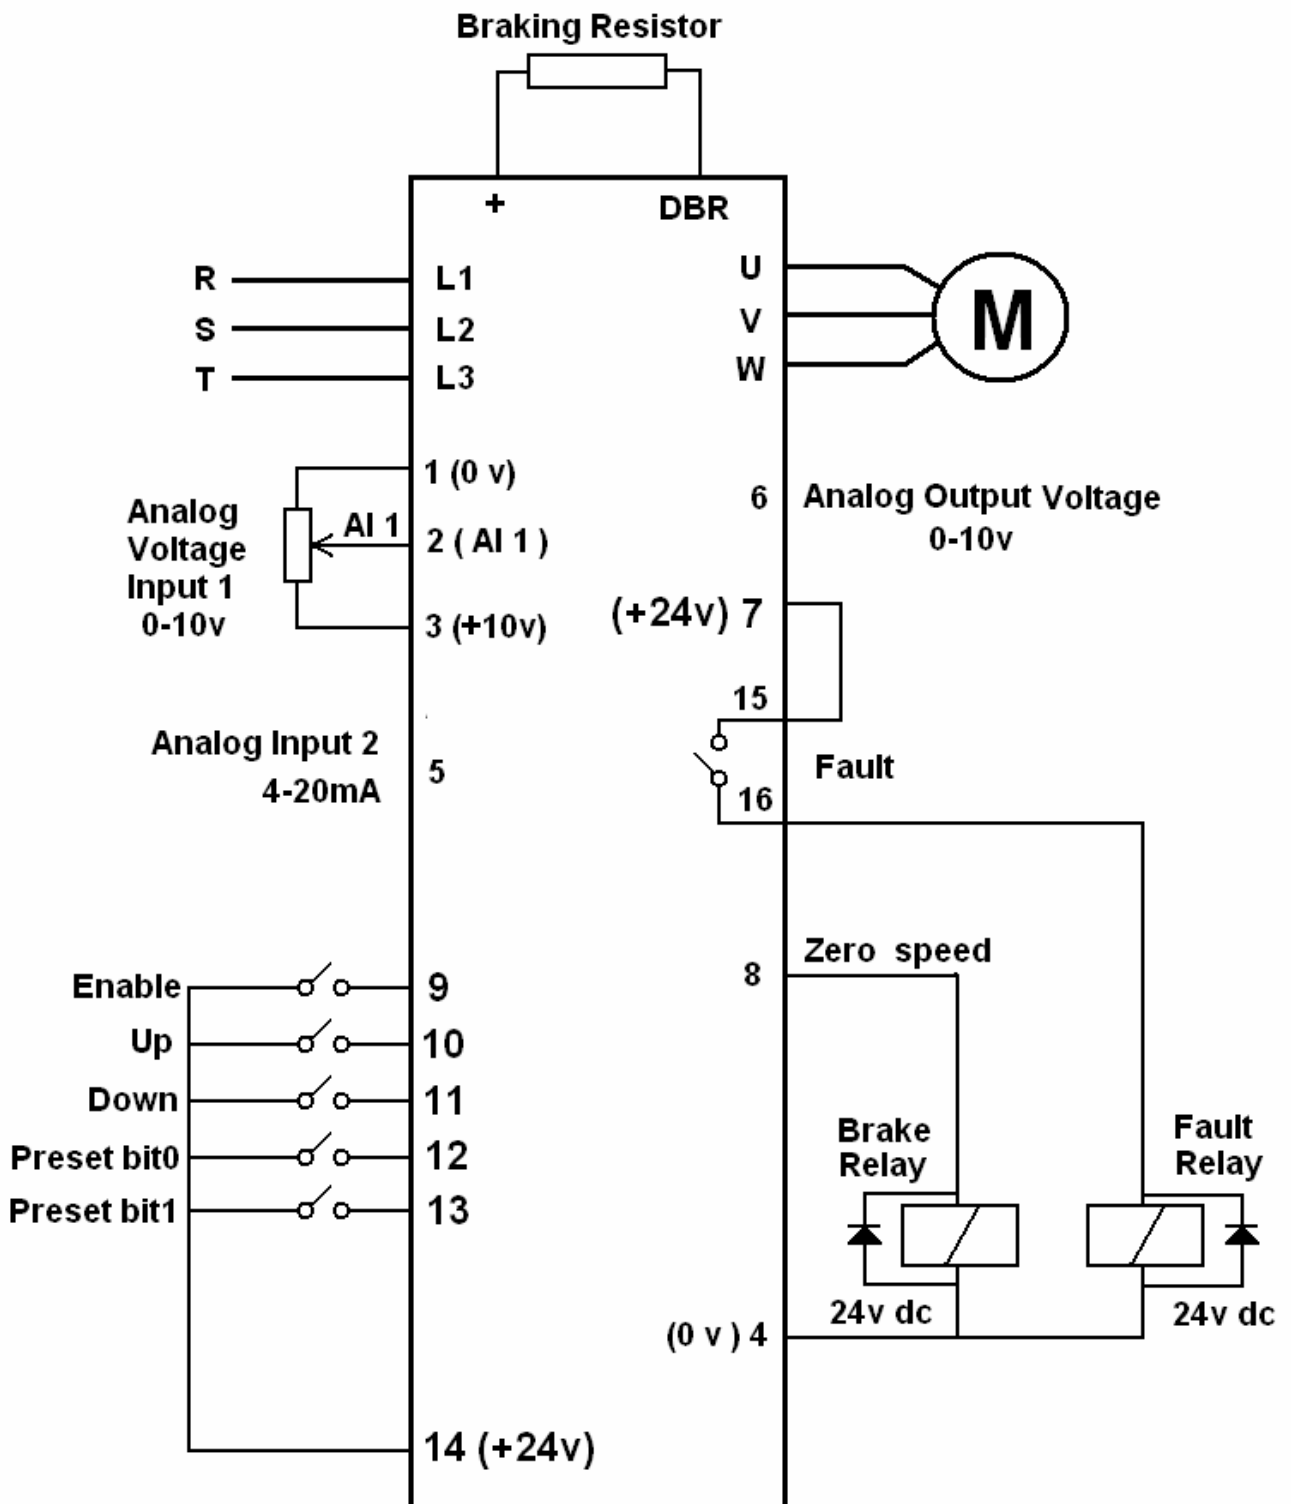 Braking Resistor
+
DBR
R
L1
U
S
L2
V
M
T
L3
W
1 (0 v)
Analog
Voltage
Input 1
0-10v
AI 1
2 ( AI 1 )
3 (+10v)
6
Analog Output Voltage
0-10v
(+24v) 7
15
Analog Input 2
4-20mA
5
Fault
16
Zero speed
8
Enable
9
Up
10
Down
11
Preset bit0
12
Preset bit1
13
Brake
Relay
Fault
Relay
24v dc
24v dc
(0 v ) 4
14 (+24v)